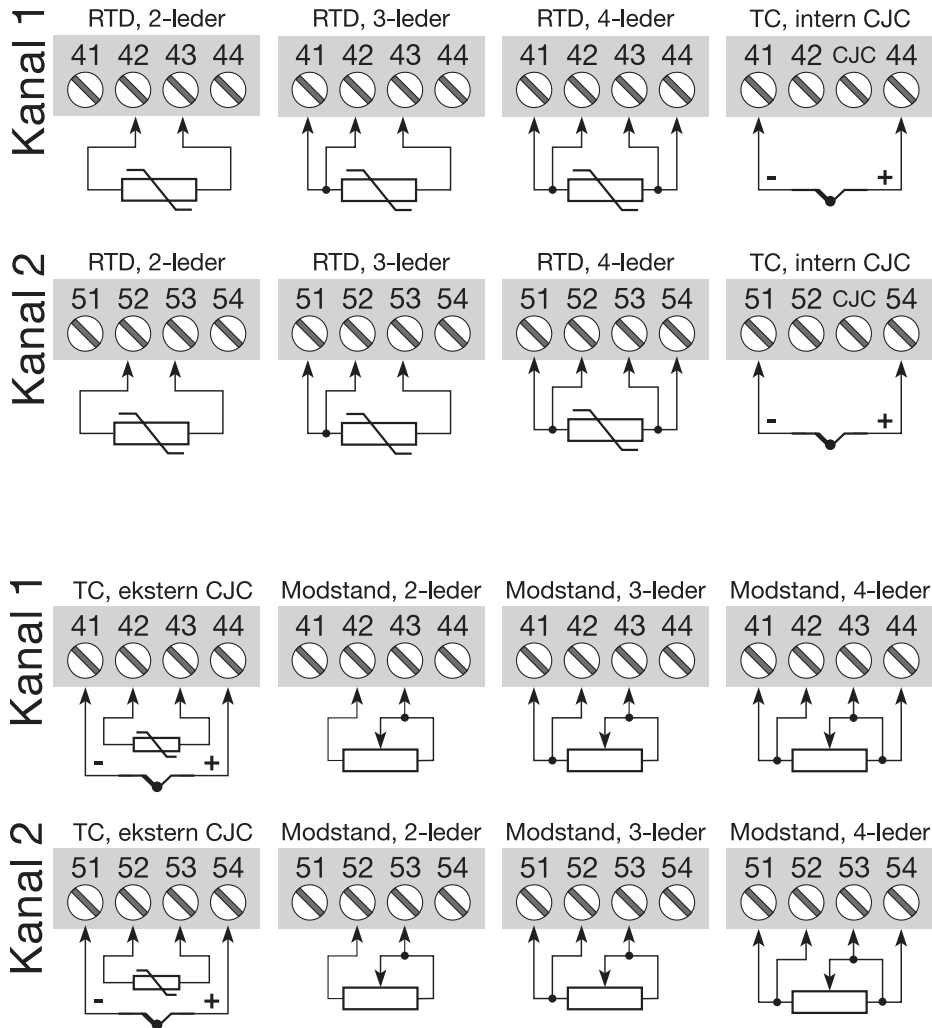 Kanal 1
RTD, 2-leder
41 42 43 44
RTD, 3-leder
41 42 43 44
RTD, 4-leder
41 42 43 44
TC, intern CJC
41 42 CJC 44
- +
Kanal 2
RTD, 2-leder
51 52 53 54
RTD, 3-leder
51 52 53 54
RTD, 4-leder
51 52 53 54
TC, intern CJC
51 52 CJC 54
- +
Kanal 1
TC, ekstern CJC
41 42 43 44
- +
Modstand, 2-leder
41 42 43 44
Modstand, 3-leder
41 42 43 44
Modstand, 4-leder
41 42 43 44
Kanal 2
TC, ekstern CJC
51 52 53 54
- +
Modstand, 2-leder
51 52 53 54
Modstand, 3-leder
51 52 53 54
Modstand, 4-leder
51 52 53 54